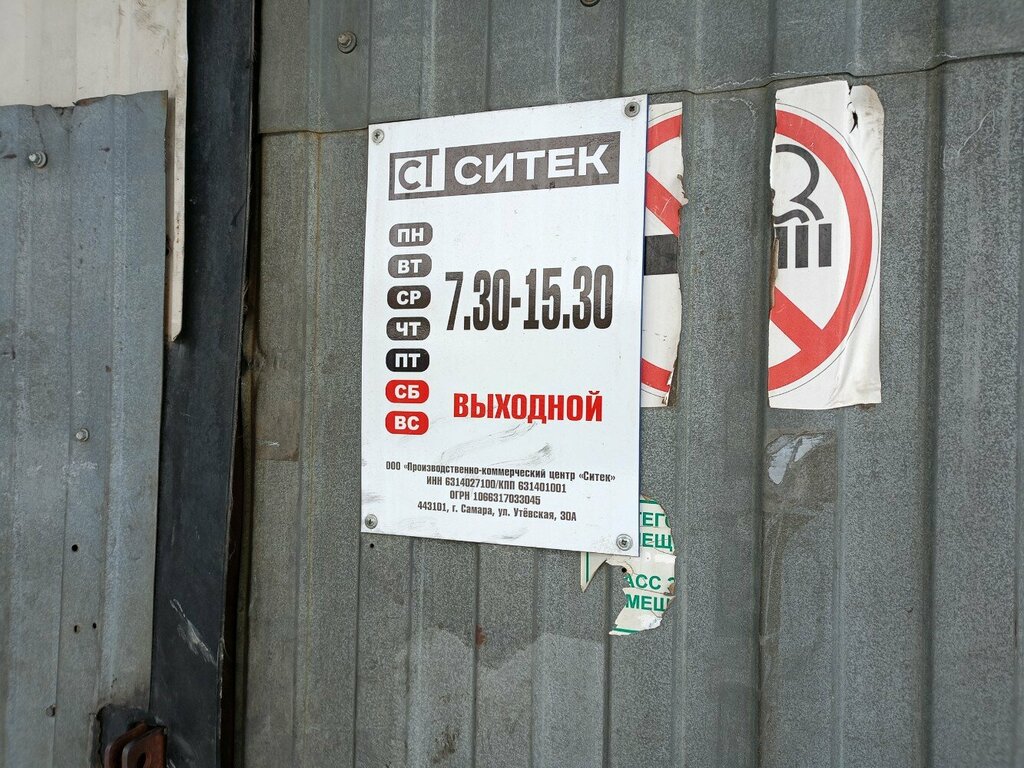 СИТЕК
ПН
ВТ
СР
ЧТ
ПТ
7.30-15.30
СБ
ВС
ВЫХОДНОЙ
ООО «Производственно-коммерческий центр «Ситек»
ИНН 6314027100/КПП 631401001
ОГРН 1066317033045
443101, г. Самара, ул. Утёвская, 30А